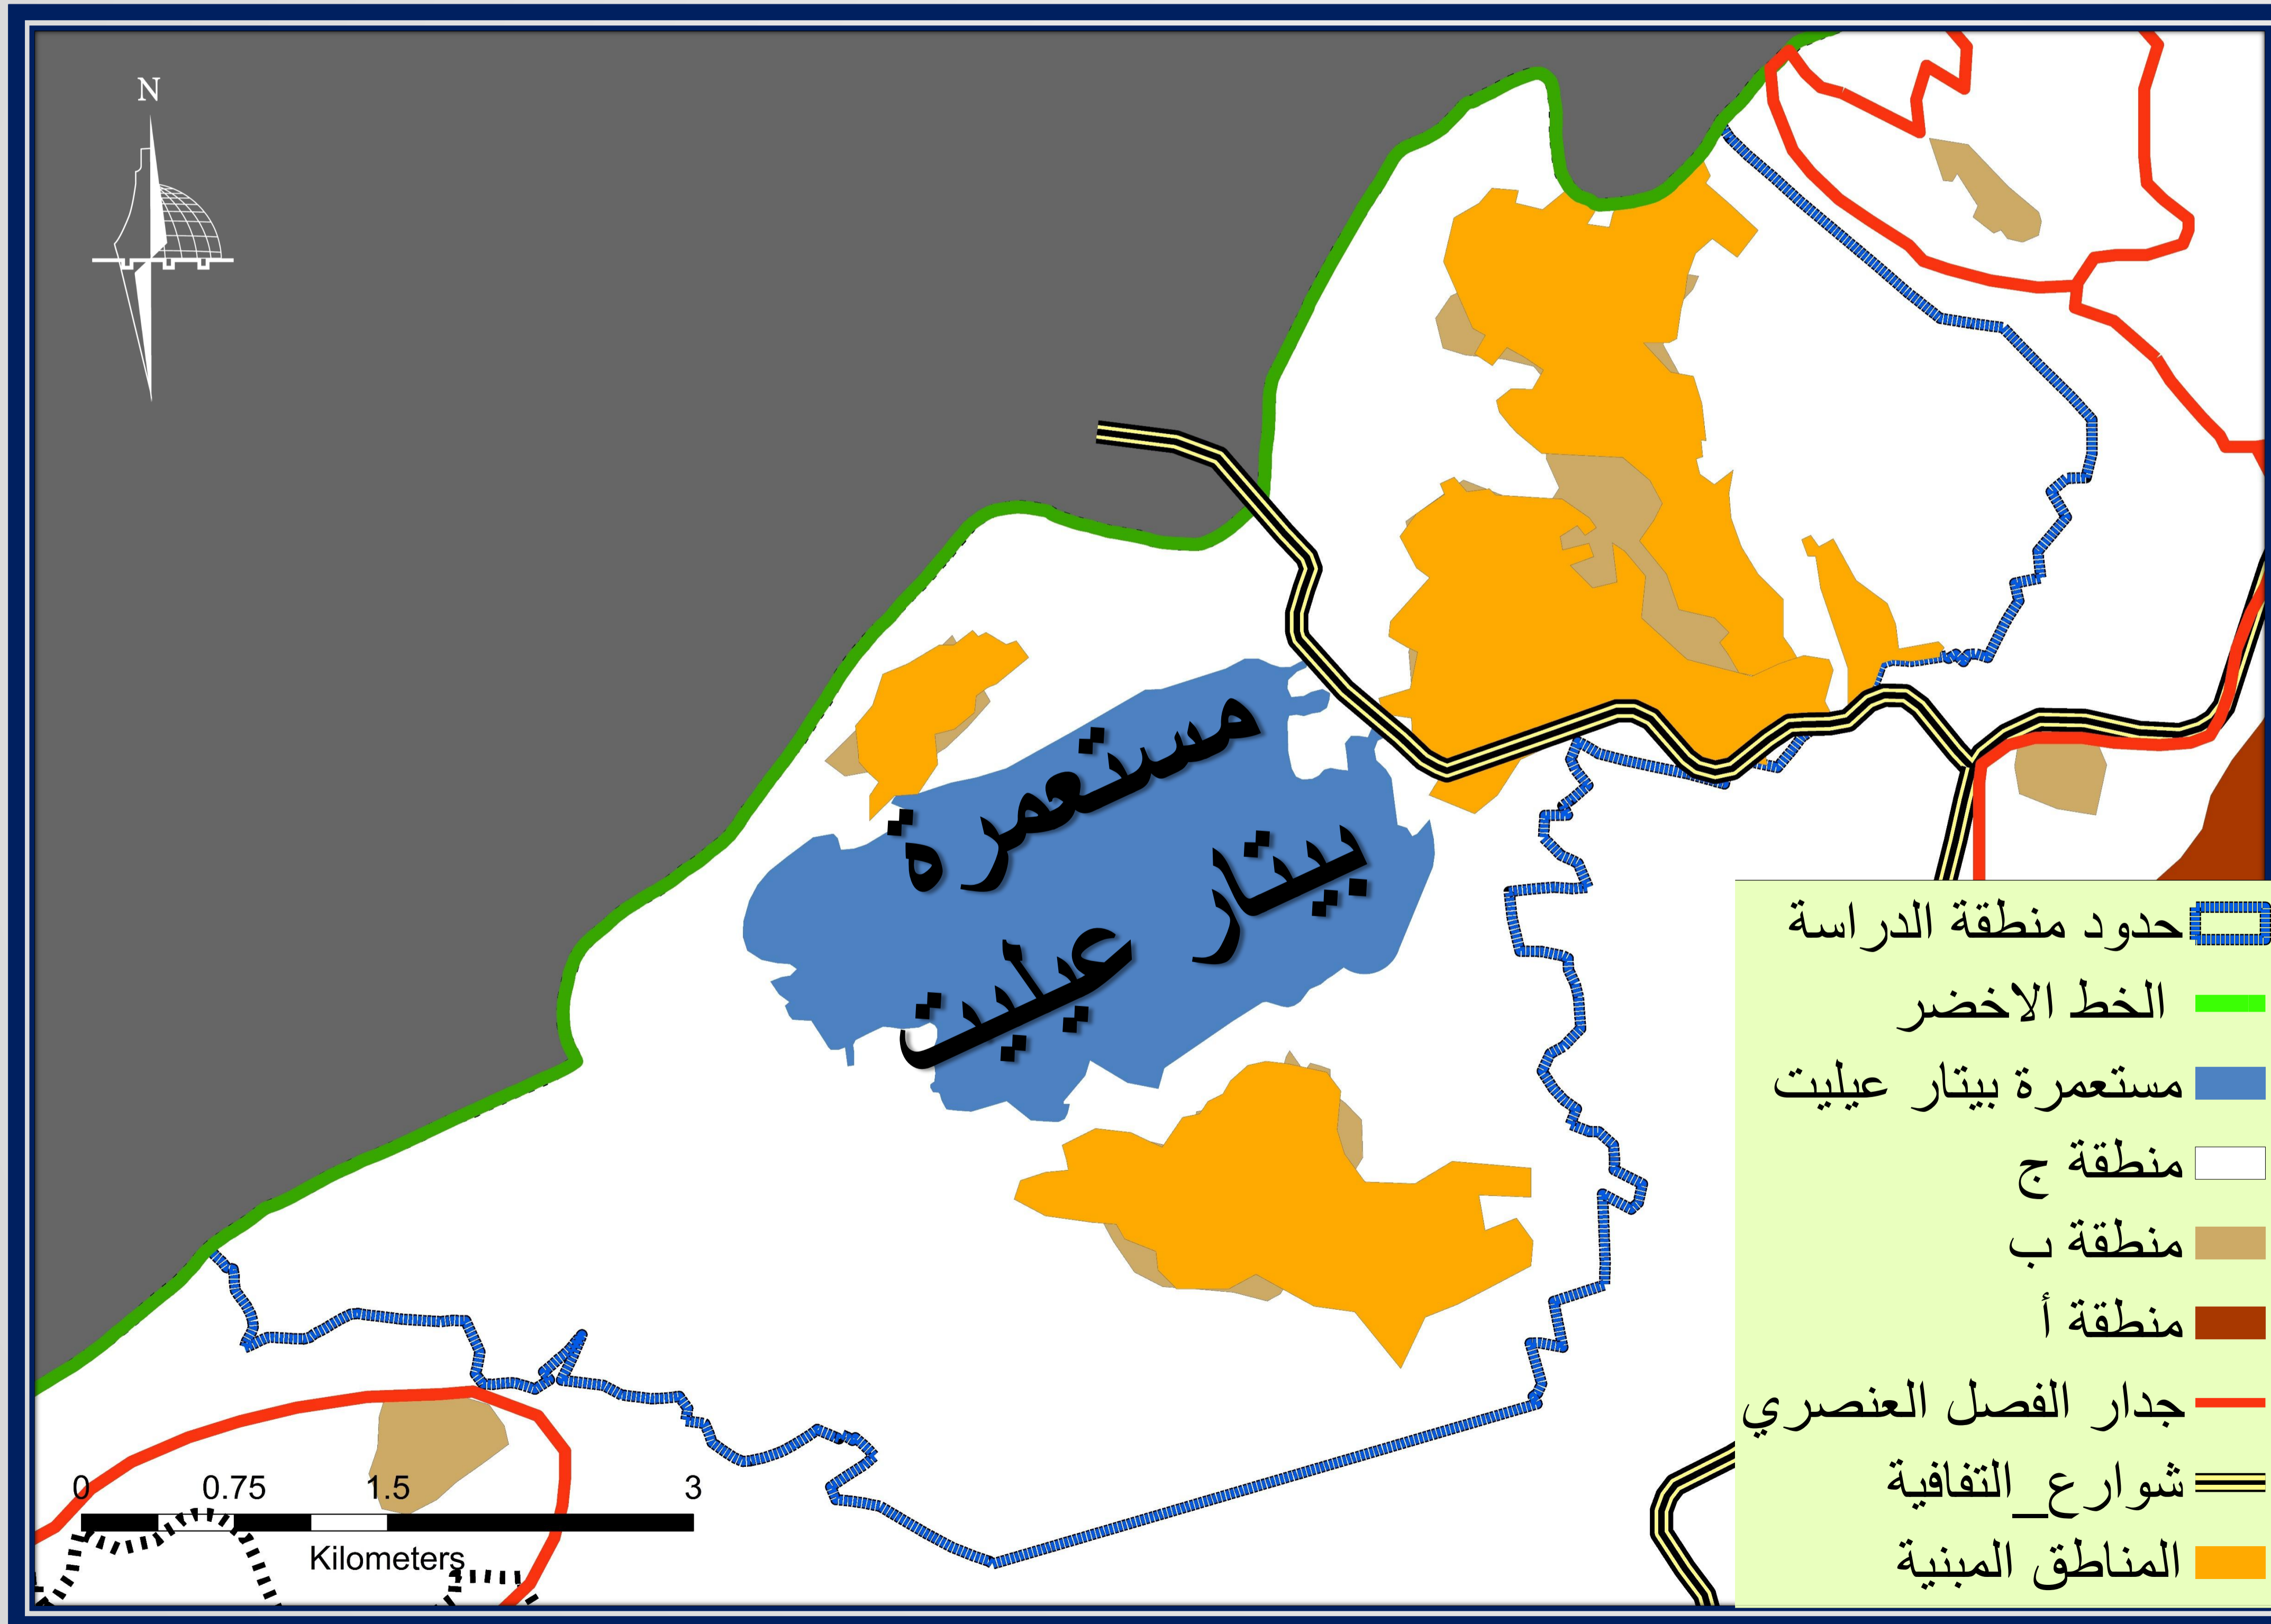 N
مستعمرة
بيتار عيليت
حدود منطقة الدراسة
الخط الاخضر
مستعمرة بيتار عيليت
منطقة ج
منطقة ب
منطقة أ
جدار الفصل العنصري
شوارع_التفافية
المناطق المبنية
0 0.75 1.5 3
Kilometers